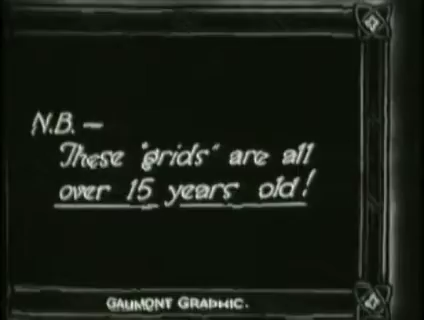 N.B. —
These "grids" are all
over 15 years old!
GAUMONT GRAPHIC.